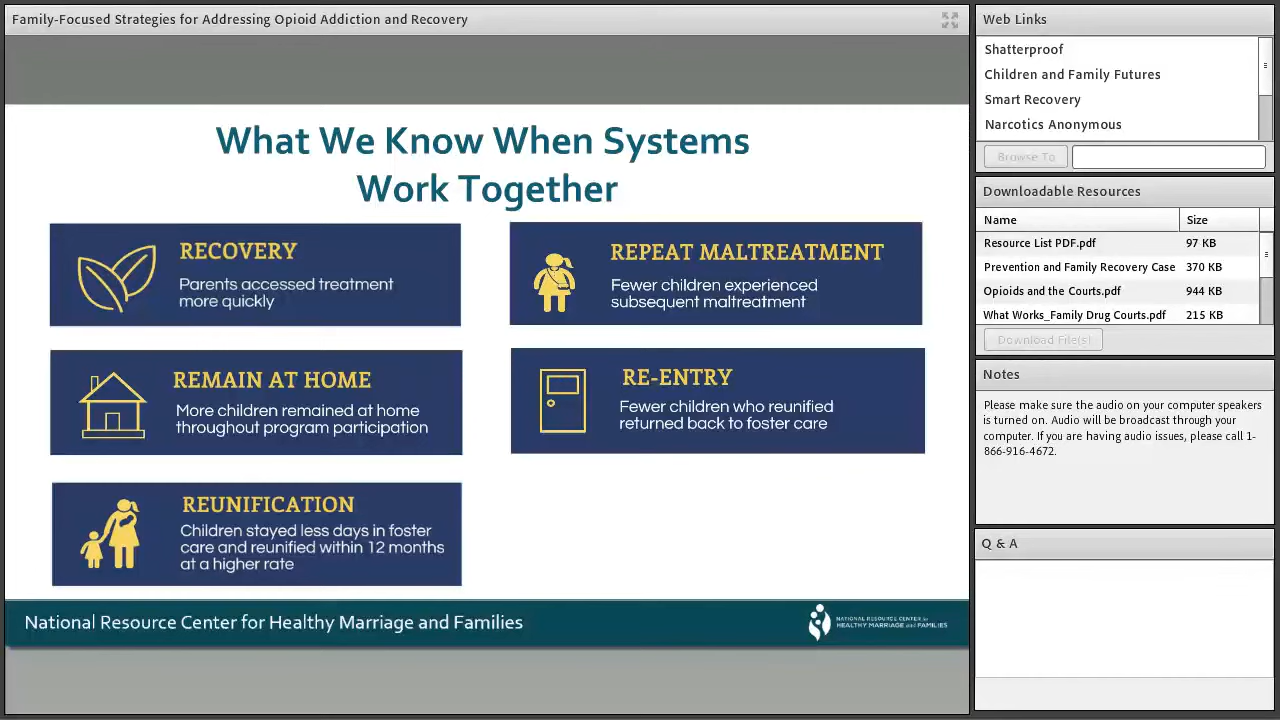 Family-Focused Strategies for Addressing Opioid Addiction and Recovery
What We Know When Systems
Work Together
RECOVERY
Parents accessed treatment
more quickly
REPEAT MALTREATMENT
Fewer children experienced
subsequent maltreatment
REMAIN AT HOME
More children remained at home
throughout program participation
RE-ENTRY
Fewer children who reunified
returned back to foster care
REUNIFICATION
Children stayed less days in foster
care and reunified within 12 months
at a higher rate
National Resource Center for Healthy Marriage and Families
NATIONAL RESOURCE CENTER for
HEALTHY MARRIAGE and FAMILIES
Web Links
Shatterproof
Children and Family Futures
Smart Recovery
Narcotics Anonymous
Browse To
Downloadable Resources
Name Size
Resource List PDF.pdf 97 KB
Prevention and Family Recovery Case 370 KB
Opioids and the Courts.pdf 944 KB
What Works_Family Drug Courts.pdf 215 KB
Download File(s)
Notes
Please make sure the audio on your computer speakers
is turned on. Audio will be broadcast through your
computer. If you are having audio issues, please call 1-
866-916-4672.
Q & A